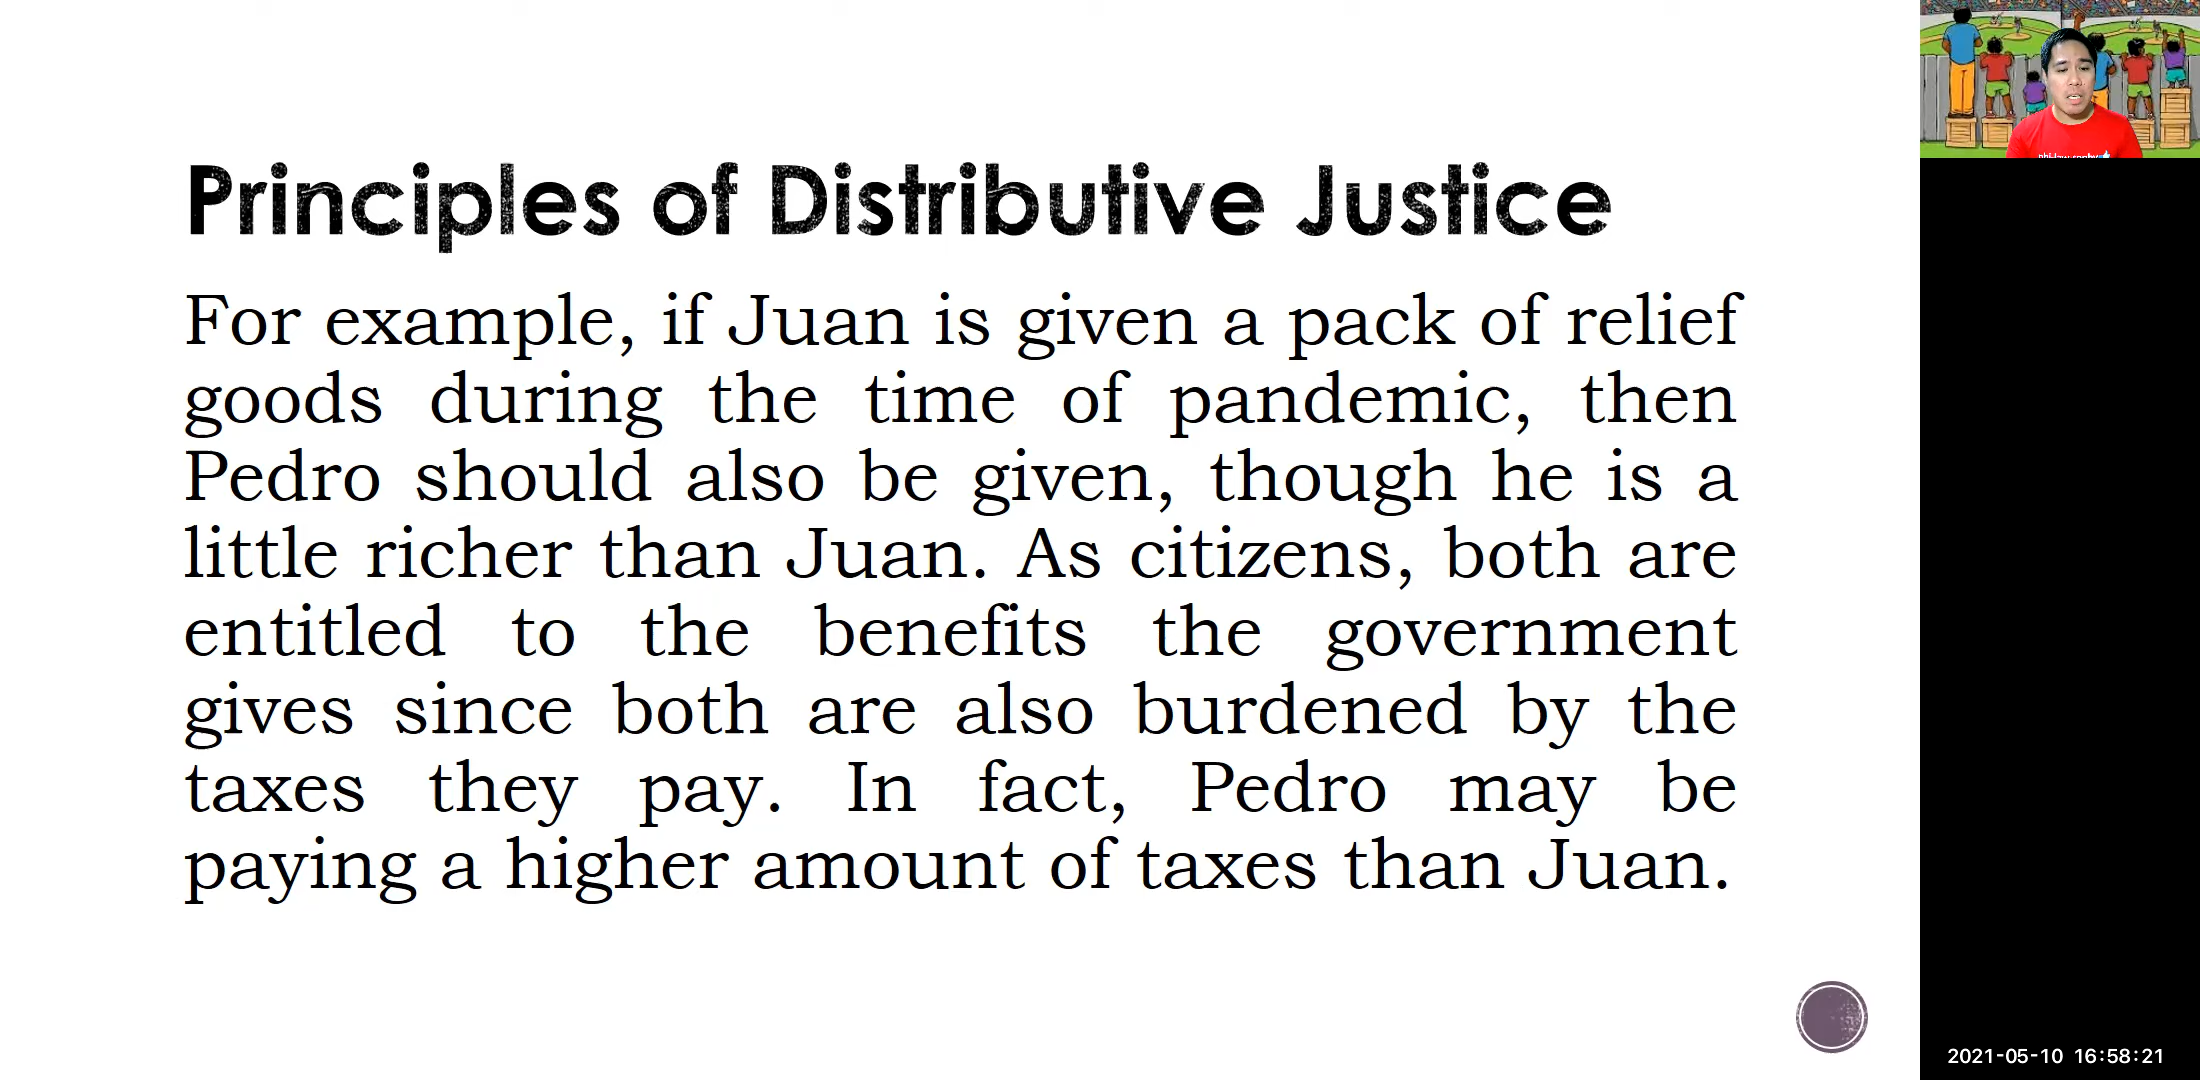 Principles of Distributive Justice
For example, if Juan is given a pack of relief
goods during the time of pandemic, then
Pedro should also be given, though he is a
little richer than Juan. As citizens, both are
entitled to the benefits the government
gives since both are also burdened by the
taxes they pay. In fact, Pedro may be
paying a higher amount of taxes than Juan.
2021-05-10 16:58:21